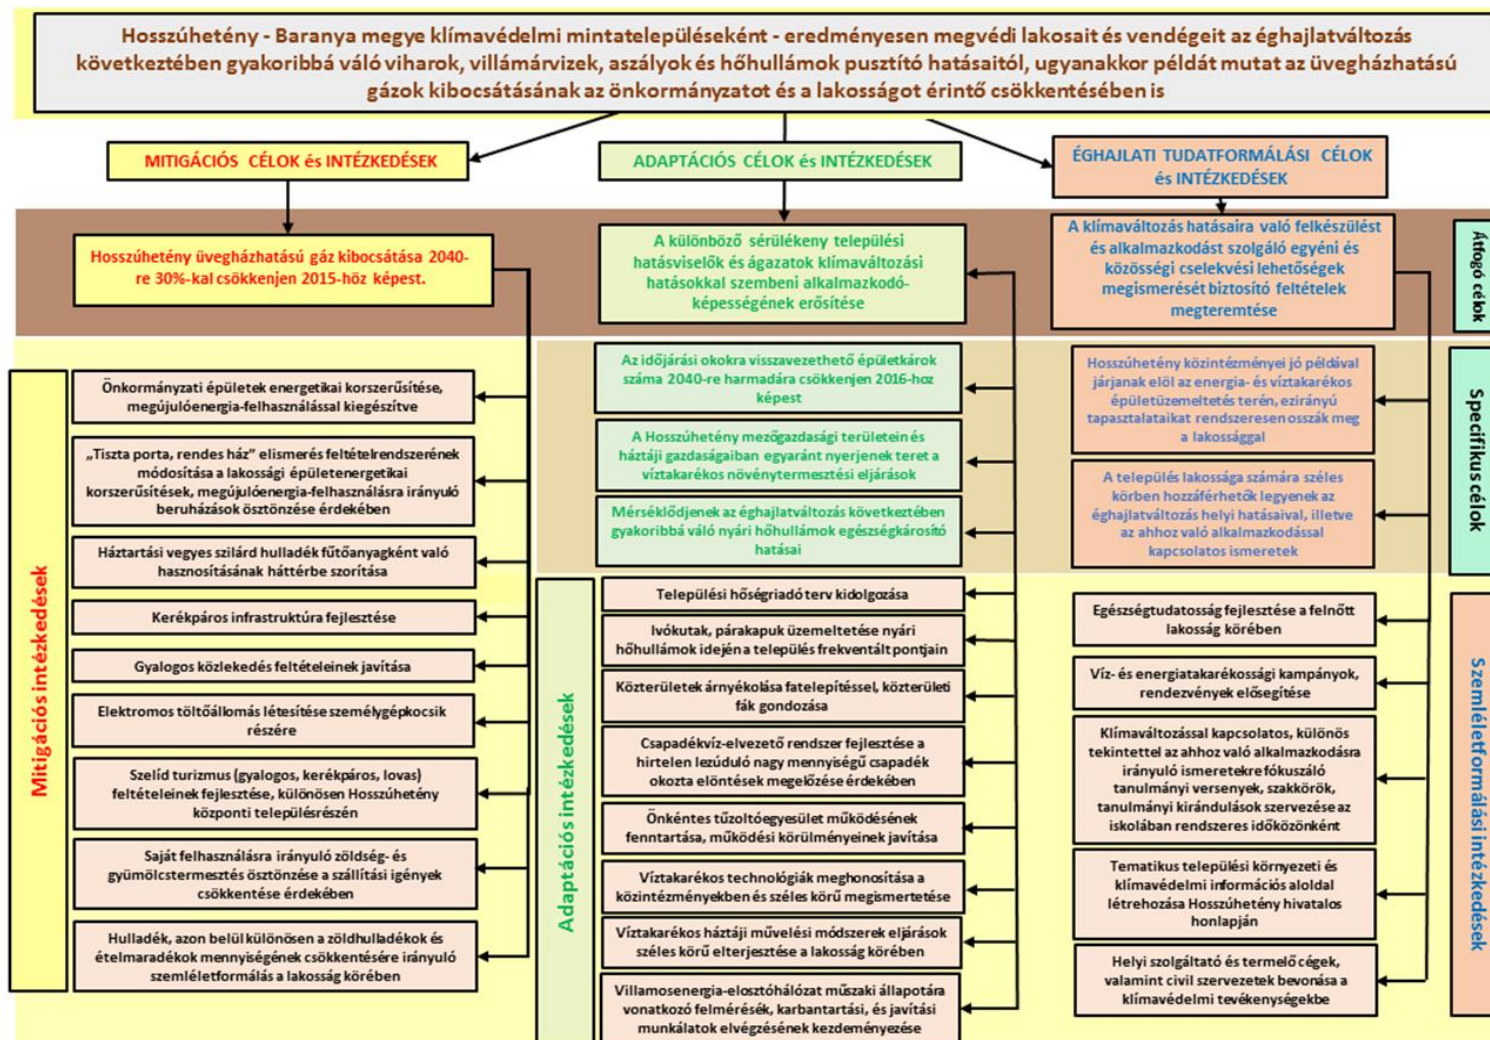 Hosszúhetény - Baranya megye klímavédelmi mintatelepüléseként - eredményesen megvédi lakosait és vendégeit az éghajlatváltozás
következtében gyakoribbá váló viharok, villámárvizek, aszályok és hőhullámok pusztító hatásaitól, ugyanakkor példát mutat az üvegházhatású
gázok kibocsátásának az önkormányzatot és a lakosságot érintő csökkentésében is
MITIGÁCIÓS CÉLOK és INTÉZKEDÉSEK
ADAPTÁCIÓS CÉLOK és INTÉZKEDÉSEK
ÉGHAJLATI TUDATFORMÁLÁSI CÉLOK
és INTÉZKEDÉSEK
Hosszúhetény üvegházhatású gáz kibocsátása 2040-
re 30%-kal csökkenjen 2015-höz képest.
A különböző sérülékeny települési
hatásviselők és ágazatok klímaváltozási
hatásokkal szembeni alkalmazkodó-
képességének erősítése
A klímaváltozás hatásaira való felkészülést
és alkalmazkodást szolgáló egyéni és
közösségi cselekvési lehetőségek
megismerését biztosító feltételek
megteremtése
Átfogó célok
Mitigációs intézkedések
Önkormányzati épületek energetikai korszerűsítése,
megújulóenergia-felhasználással kiegészítve
„Tiszta porta, rendes ház” elismerés feltételrendszerének
módosítása a lakossági épületenergetikai
korszerűsítések, megújulóenergia-felhasználásra irányuló
beruházások ösztönzése érdekében
Háztartási vegyes szilárd hulladék fűtőanyagként való
hasznosításának háttérbe szorítása
Kerékpáros infrastruktúra fejlesztése
Gyalogos közlekedés feltételeinek javítása
Elektromos töltőállomás létesítése személygépkocsik
részére
Szelíd turizmus (gyalogos, kerékpáros, lovas)
feltételeinek fejlesztése, különösen Hosszúhetény
központi településrészén
Saját felhasználásra irányuló zöldség- és
gyümölcstermesztés ösztönzése a szállítási igények
csökkentése érdekében
Hulladék, azon belül különösen a zöldhulladékok és
ételmaradékok mennyiségének csökkentésére irányuló
szemléletformálás a lakosság körében
Az időjárási okokra visszavezethető épületkárok
száma 2040-re harmadára csökkenjen 2016-hoz
képest
A Hosszúhetény mezőgazdasági területein és
háztáji gazdaságaiban egyaránt nyerjenek teret a
víztakarékos növénytermesztési eljárások
Mérséklődjenek az éghajlatváltozás következtében
gyakoribbá váló nyári hőhullámok egészségkárosító
hatásai
Adaptációs intézkedések
Települési hőségriadó terv kidolgozása
Ivókutak, párakapuk üzemeltetése nyári
hőhullámok idején a település frekventált pontjain
Közterületek árnyékolása fatelepítéssel, közterületi
fák gondozása
Csapadékvíz-elvezető rendszer fejlesztése a
hirtelen lezúduló nagy mennyiségű csapadék
okozta elöntések megelőzése érdekében
Önkéntes tűzoltóegyesület működésének
fenntartása, működési körülményeinek javítása
Víztakarékos technológiák meghonosítása a
közintézményekben és széles körű megismertetése
Víztakarékos háztáji művelési módszerek eljárások
széles körű elterjesztése a lakosság körében
Villamosenergia-elosztóhálózat műszaki állapotára
vonatkozó felmérésék, karbantartási, és javítási
munkálatok elvégzésének kezdeményezése
Hosszúhetény közintézményei jó példával
járjanak elöl az energia- és víztakarékos
épületüzemeltetés terén, ezirányú
tapasztalataikat rendszeresen osszák meg
a lakossággal
A település lakossága számára széles
körben hozzáférhetők legyenek az
éghajlatváltozás helyi hatásaival, illetve
az ahhoz való alkalmazkodással
kapcsolatos ismeretek
Specifikus célok
Egészségtudatosság fejlesztése a felnőtt
lakosság körében
Víz- és energiatakarékossági kampányok,
rendezvények elősegítése
Klímaváltozással kapcsolatos, különös
tekintettel az ahhoz való alkalmazkodásra
irányuló ismeretekre fókuszáló
tanulmányi versenyek, szakkörök,
tanulmányi kirándulások szervezése az
iskolában rendszeres időközönként
Tematikus települési környezeti és
klímavédelmi információs aloldal
létrehozása Hosszúhetény hivatalos
honlapján
Helyi szolgáltató és termelő cégek,
valamint civil szervezetek bevonása a
klímavédelmi tevékenységekbe
Szemléletformálási intézkedések